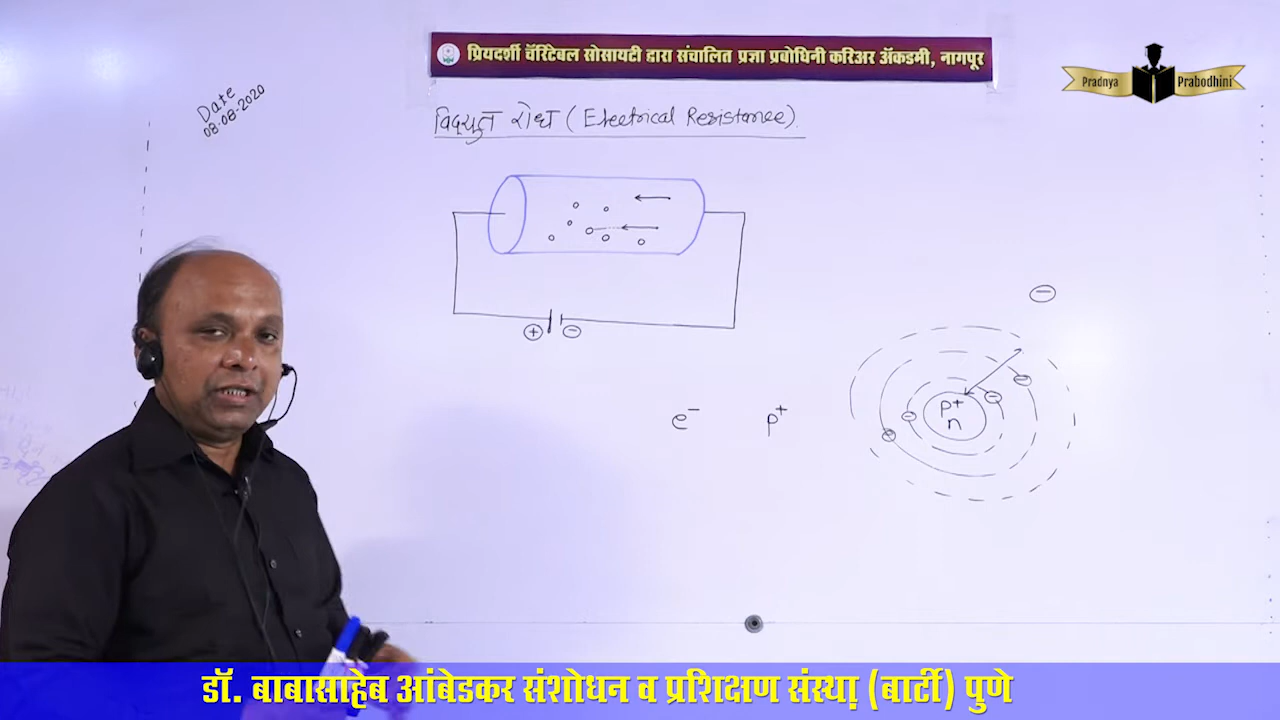 प्रियदर्शी चॅरिटेबल सोसायटी द्वारा संचालित प्रज्ञा प्रबोधिनी करिअर अ‍ॅकडमी, नागपूर
Pradnya Prabodhini
Date
08-08-2020
विद्युत रोध (Electrical Resistance).
+ −
−
e⁻ p⁺
p⁺
n
डॉ. बाबासाहेब आंबेडकर संशोधन व प्रशिक्षण संस्था (बार्टी) पुणे